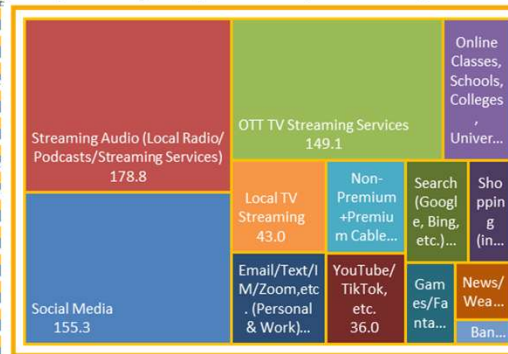 Streaming Audio (Local Radio/
Podcasts/Streaming Services)
178.8
Social Media
155.3
OTT TV Streaming Services
149.1
Online
Classes,
Schools,
Colleges
,
Univer...
Local TV
Streaming
43.0
Non-
Premium
+Premiu
m Cable...
Search
(Googl
e, Bing,
etc.)...
Sho
ppin
g
(in...
Email/Text/I
M/Zoom,etc
. (Personal
& Work)...
YouTube/
TikTok,
etc.
36.0
Gam
es/Fa
nta...
News/
Wea...
Ban...